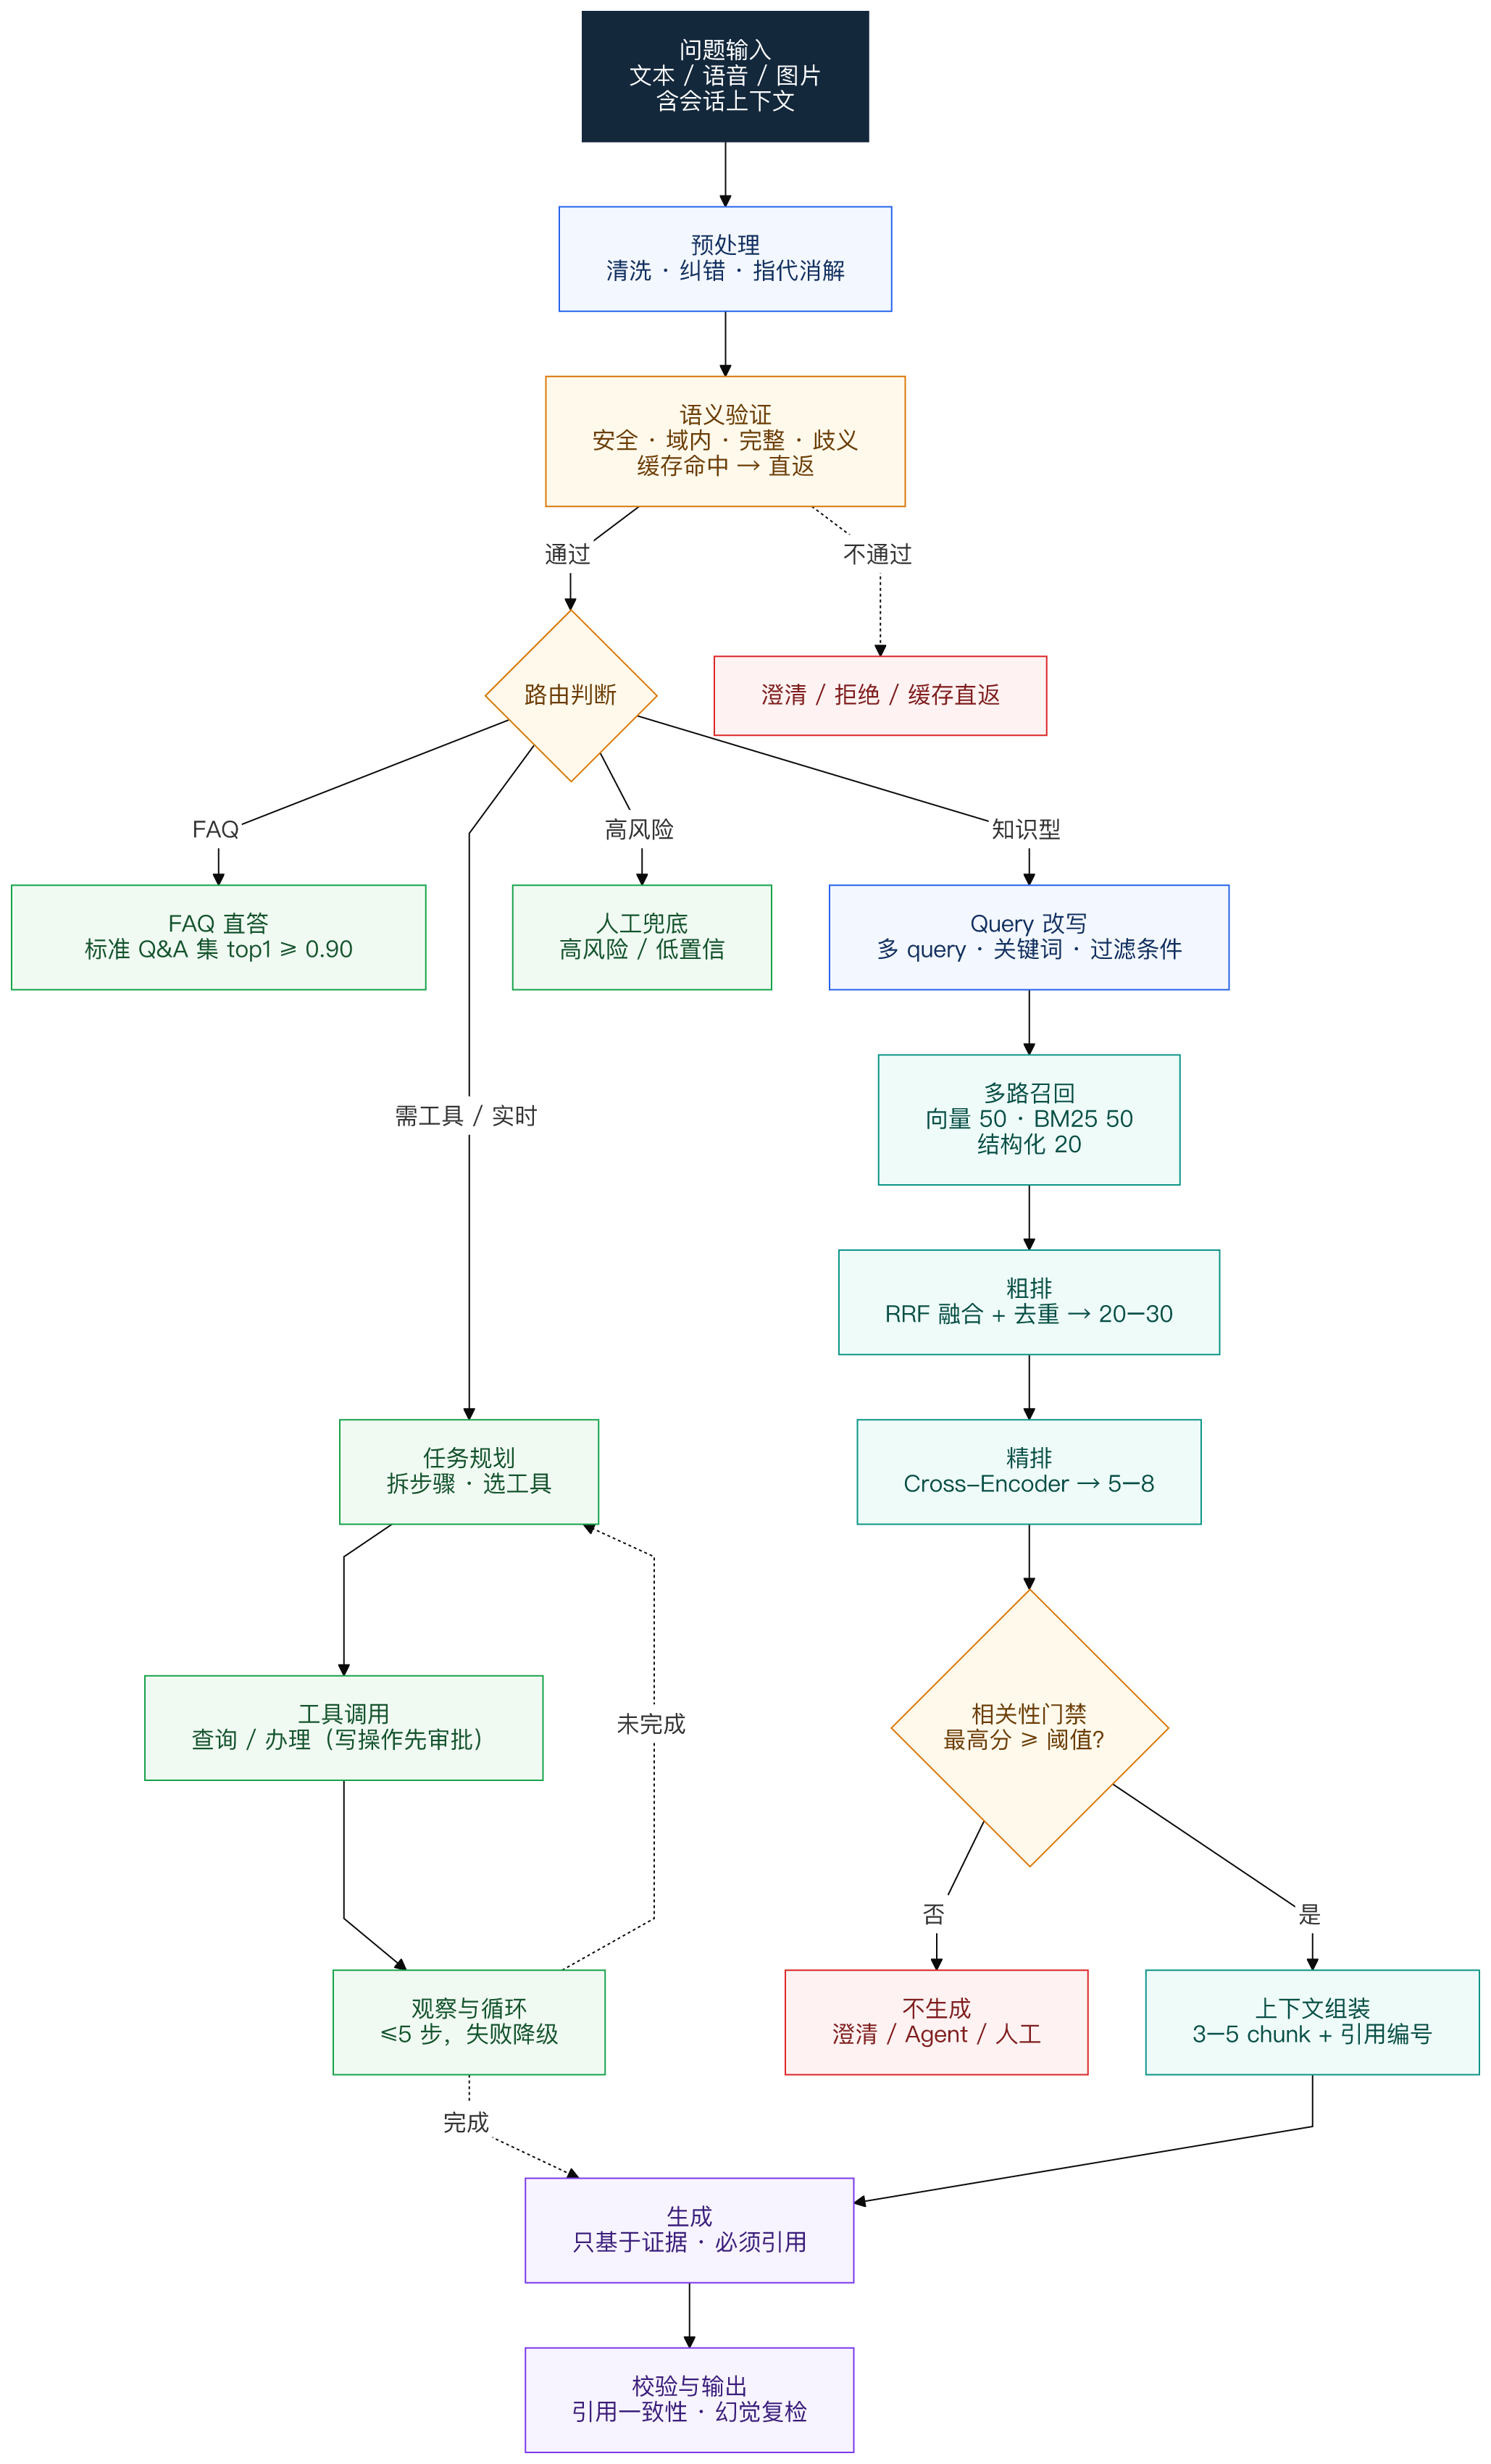 问题输入
文本 / 语音 / 图片
含会话上下文
预处理
清洗 · 纠错 · 指代消解
语义验证
安全 · 域内 · 完整 · 歧义
缓存命中 → 直返
通过
不通过
路由判断
澄清 / 拒绝 / 缓存直返
FAQ
高风险
知识型
FAQ 直答
标准 Q&A 集 top1 ≥ 0.90
人工兜底
高风险 / 低置信
Query 改写
多 query · 关键词 · 过滤条件
需工具 / 实时
多路召回
向量 50 · BM25 50
结构化 20
粗排
RRF 融合 + 去重 → 20–30
任务规划
拆步骤 · 选工具
精排
Cross-Encoder → 5–8
工具调用
查询 / 办理（写操作先审批）
未完成
相关性门禁
最高分 ≥ 阈值?
否
是
观察与循环
≤5 步，失败降级
不生成
澄清 / Agent / 人工
上下文组装
3–5 chunk + 引用编号
完成
生成
只基于证据 · 必须引用
校验与输出
引用一致性 · 幻觉复检